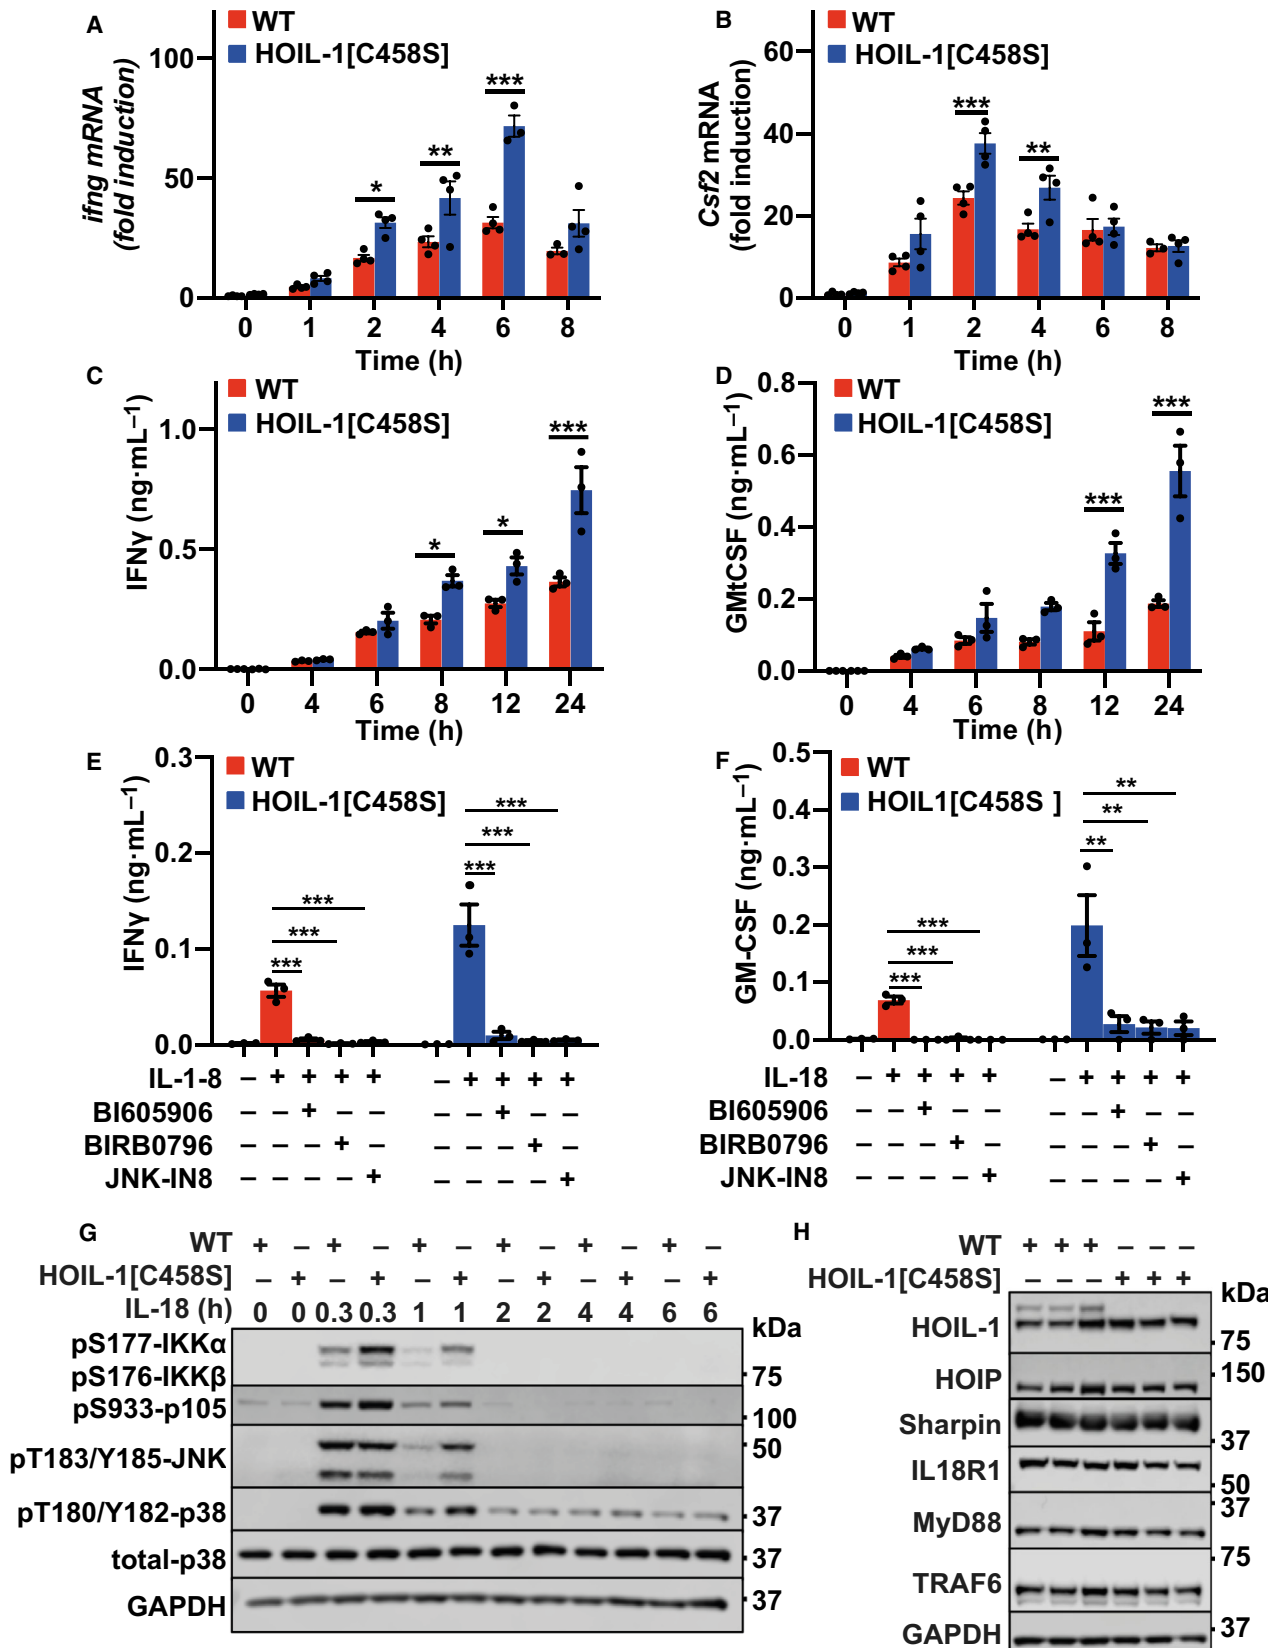 A
WT
HOIL-1[C458S]
ifng mRNA
(fold induction)
100
50
0
* ** ***
0 1 2 4 6 8
Time (h)
B
WT
HOIL-1[C458S]
Csf2 mRNA
(fold induction)
60
40
20
0
*** **
0 1 2 4 6 8
Time (h)
C
WT
HOIL-1[C458S]
IFNγ (ng·mL⁻¹)
1.0
0.5
0.0
* * ***
0 4 6 8 12 24
Time (h)
D
WT
HOIL-1[C458S]
GMtCSF (ng·mL⁻¹)
0.8
0.6
0.4
0.2
0.0
*** ***
0 4 6 8 12 24
Time (h)
E
WT
HOIL-1[C458S]
IFNγ (ng·mL⁻¹)
0.3
0.2
0.1
0.0
*** *** ***
*** *** ***
IL-1-8 – + + + + – + + + +
BI605906 – – + – – – – + – –
BIRB0796 – – – + – – – – + –
JNK-IN8 – – – – + – – – – +
F
WT
HOIL1[C458S ]
GM-CSF (ng·mL⁻¹)
0.5
0.4
0.3
0.2
0.1
0.0
*** *** ***
** ** **
IL-18 – + + + + – + + + +
BI605906 – – + – – – – + – –
BIRB0796 – – – + – – – – + –
JNK-IN8 – – – – + – – – – +
G
WT + – + – + – + – + – + –
HOIL-1[C458S] – + – + – + – + – + – +
IL-18 (h) 0 0 0.3 0.3 1 1 2 2 4 4 6 6
kDa
pS177-IKKα
pS176-IKKβ 75
pS933-p105 100
pT183/Y185-JNK 50
pT180/Y182-p38 37
total-p38 37
GAPDH 37
H
WT + + + – – –
HOIL-1[C458S] – – – + + +
kDa
HOIL-1 75
HOIP 150
Sharpin 37
IL18R1 50
MyD88 37
TRAF6 75
GAPDH 37